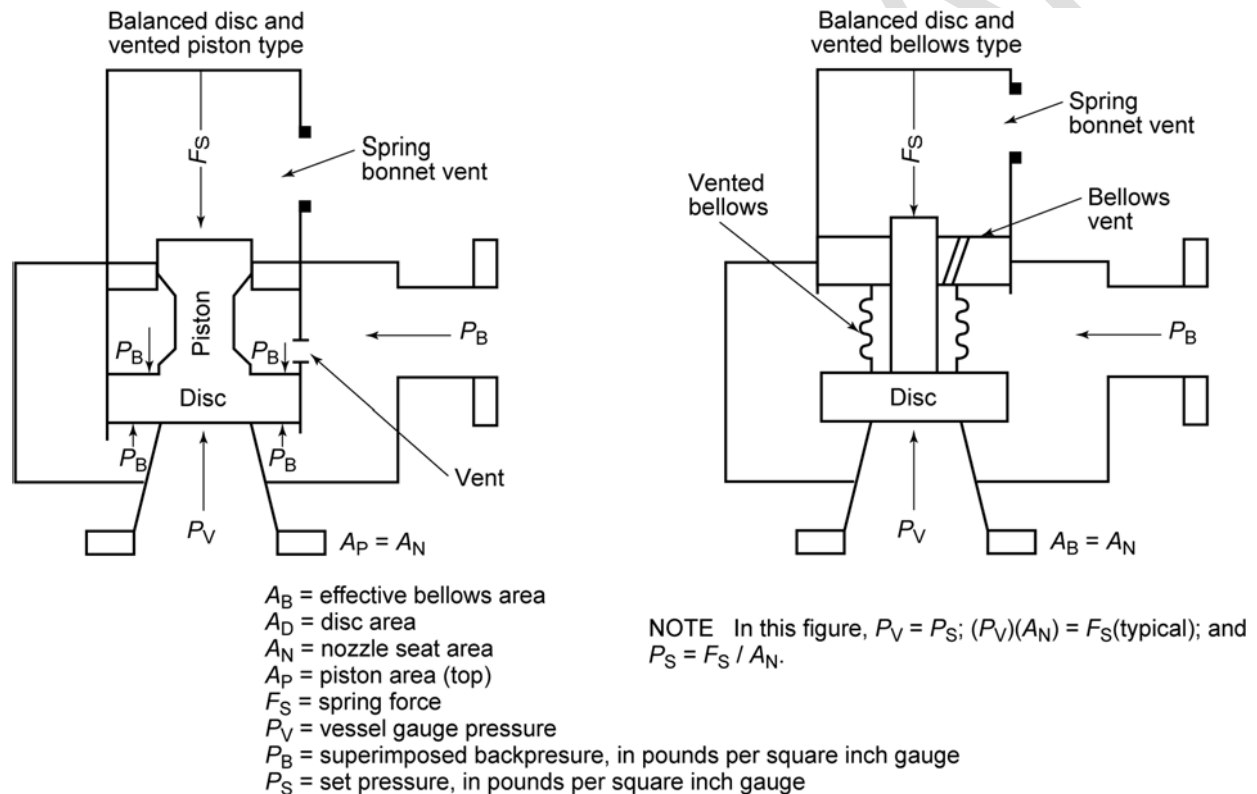 Balanced disc and
vented piston type
F_S
Spring
bonnet vent
Piston
P_B
P_B
P_B
Disc
P_B
P_B
Vent
P_V
A_P = A_N
Balanced disc and
vented bellows type
F_S
Spring
bonnet vent
Vented
bellows
Bellows
vent
P_B
Disc
P_V
A_B = A_N
A_B = effective bellows area
A_D = disc area
A_N = nozzle seat area
A_P = piston area (top)
F_S = spring force
P_V = vessel gauge pressure
P_B = superimposed backpresure, in pounds per square inch gauge
P_S = set pressure, in pounds per square inch gauge
NOTE In this figure, P_V = P_S; (P_V)(A_N) = F_S(typical); and
P_S = F_S / A_N.